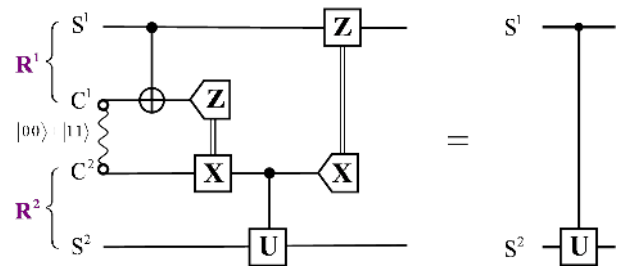 S¹ Z S¹
R¹
C¹ Z
|00⟩ |11⟩ =
C² X X
R²
S² U S² U